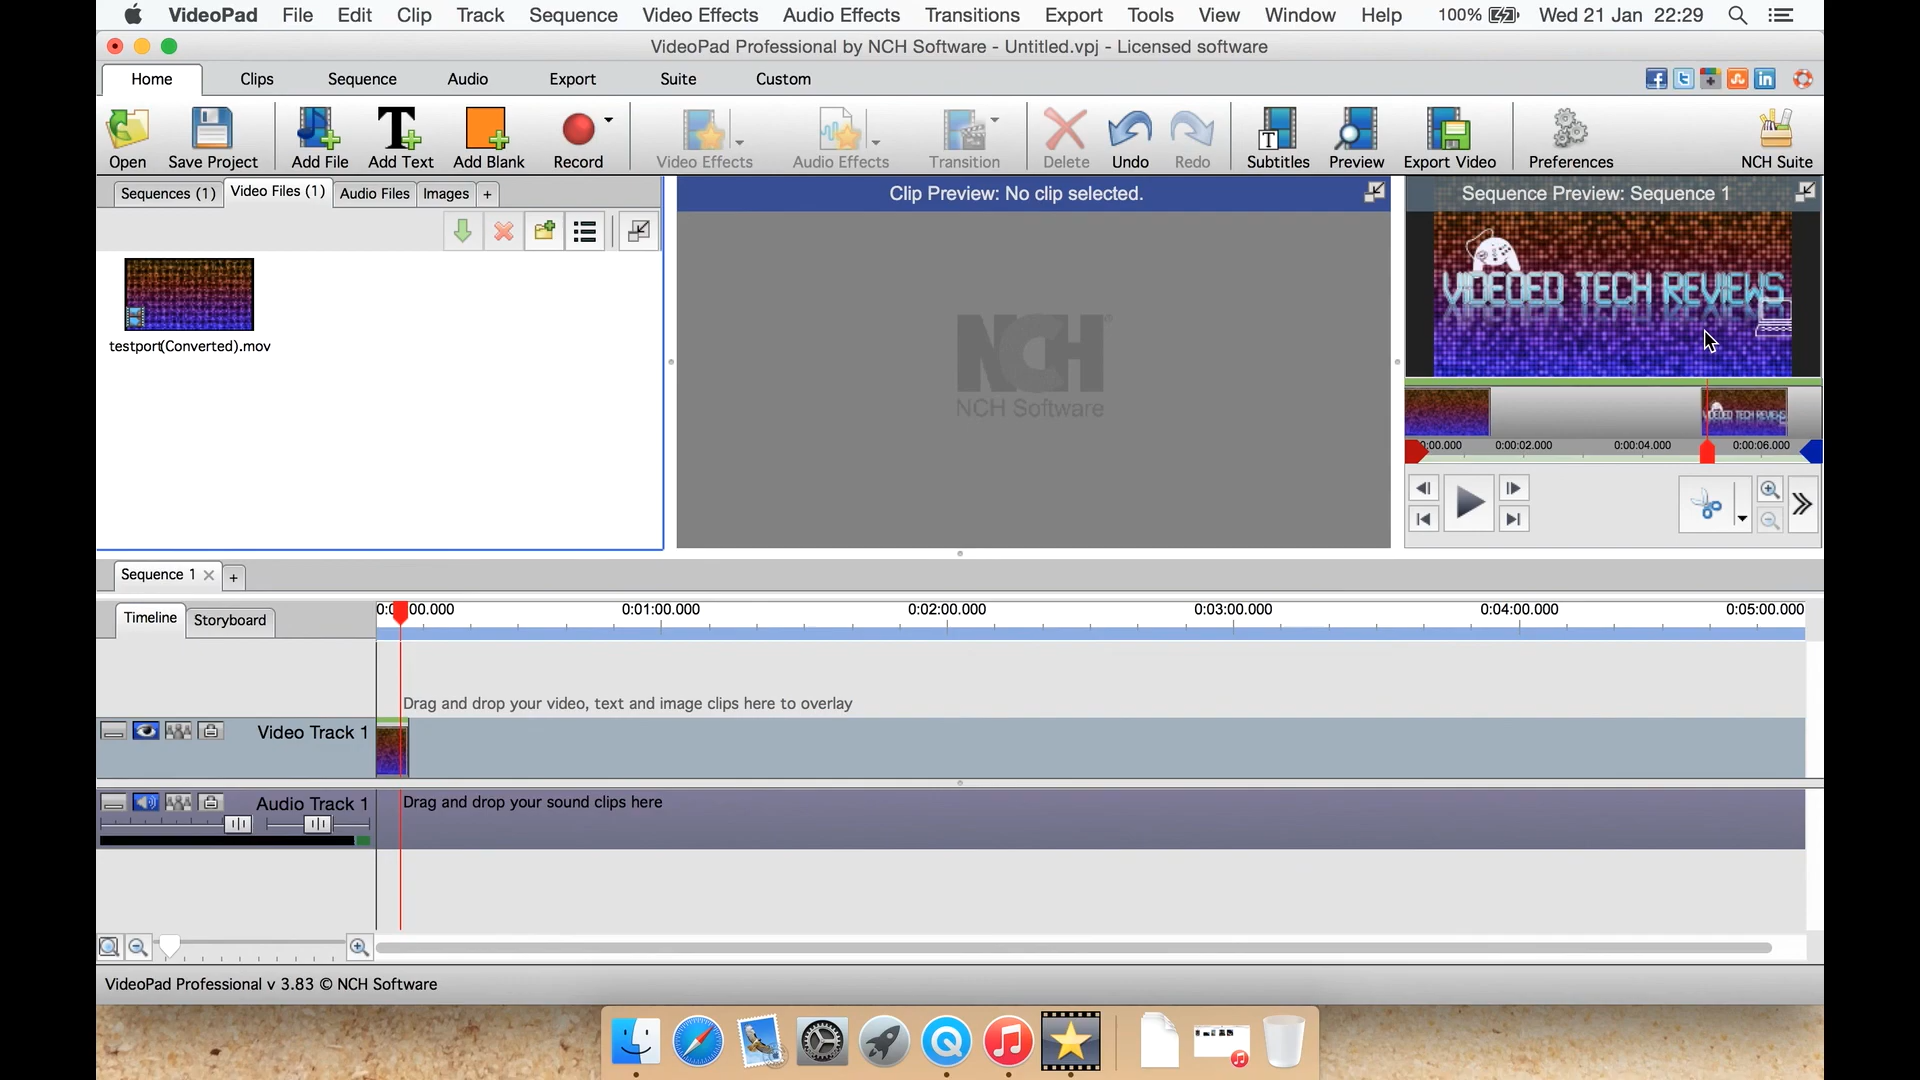 VideoPad File Edit Clip Track Sequence Video Effects Audio Effects Transitions Export Tools View Window Help 100% Wed 21 Jan 22:29
VideoPad Professional by NCH Software - Untitled.vpj - Licensed software
Home Clips Sequence Audio Export Suite Custom
Open Save Project Add File Add Text Add Blank Record Video Effects Audio Effects Transition Delete Undo Redo Subtitles Preview Export Video Preferences NCH Suite
Sequences (1) Video Files (1) Audio Files Images +
Clip Preview: No clip selected.
Sequence Preview: Sequence 1
testport(Converted).mov
NCH
NCH Software
VIDEOED TECH REVIEWS
0:00:02.000 0:00:04.000 0:00:06.000
Sequence 1 +
Timeline Storyboard
0:01:00.000 0:02:00.000 0:03:00.000 0:04:00.000 0:05:00.000
Drag and drop your video, text and image clips here to overlay
Video Track 1
Audio Track 1
Drag and drop your sound clips here
VideoPad Professional v 3.83 © NCH Software